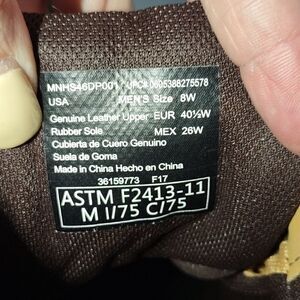 MNHS46DP001 UPC# 0605388275578
USA MEN'S Size 8W
Genuine Leather Upper EUR 40½W
Rubber Sole MEX 26W
Cubierta de Cuero Genuino
Suela de Goma
Made in China Hecho en China
36159773 F17
ASTM F2413-11
M I/75 C/75